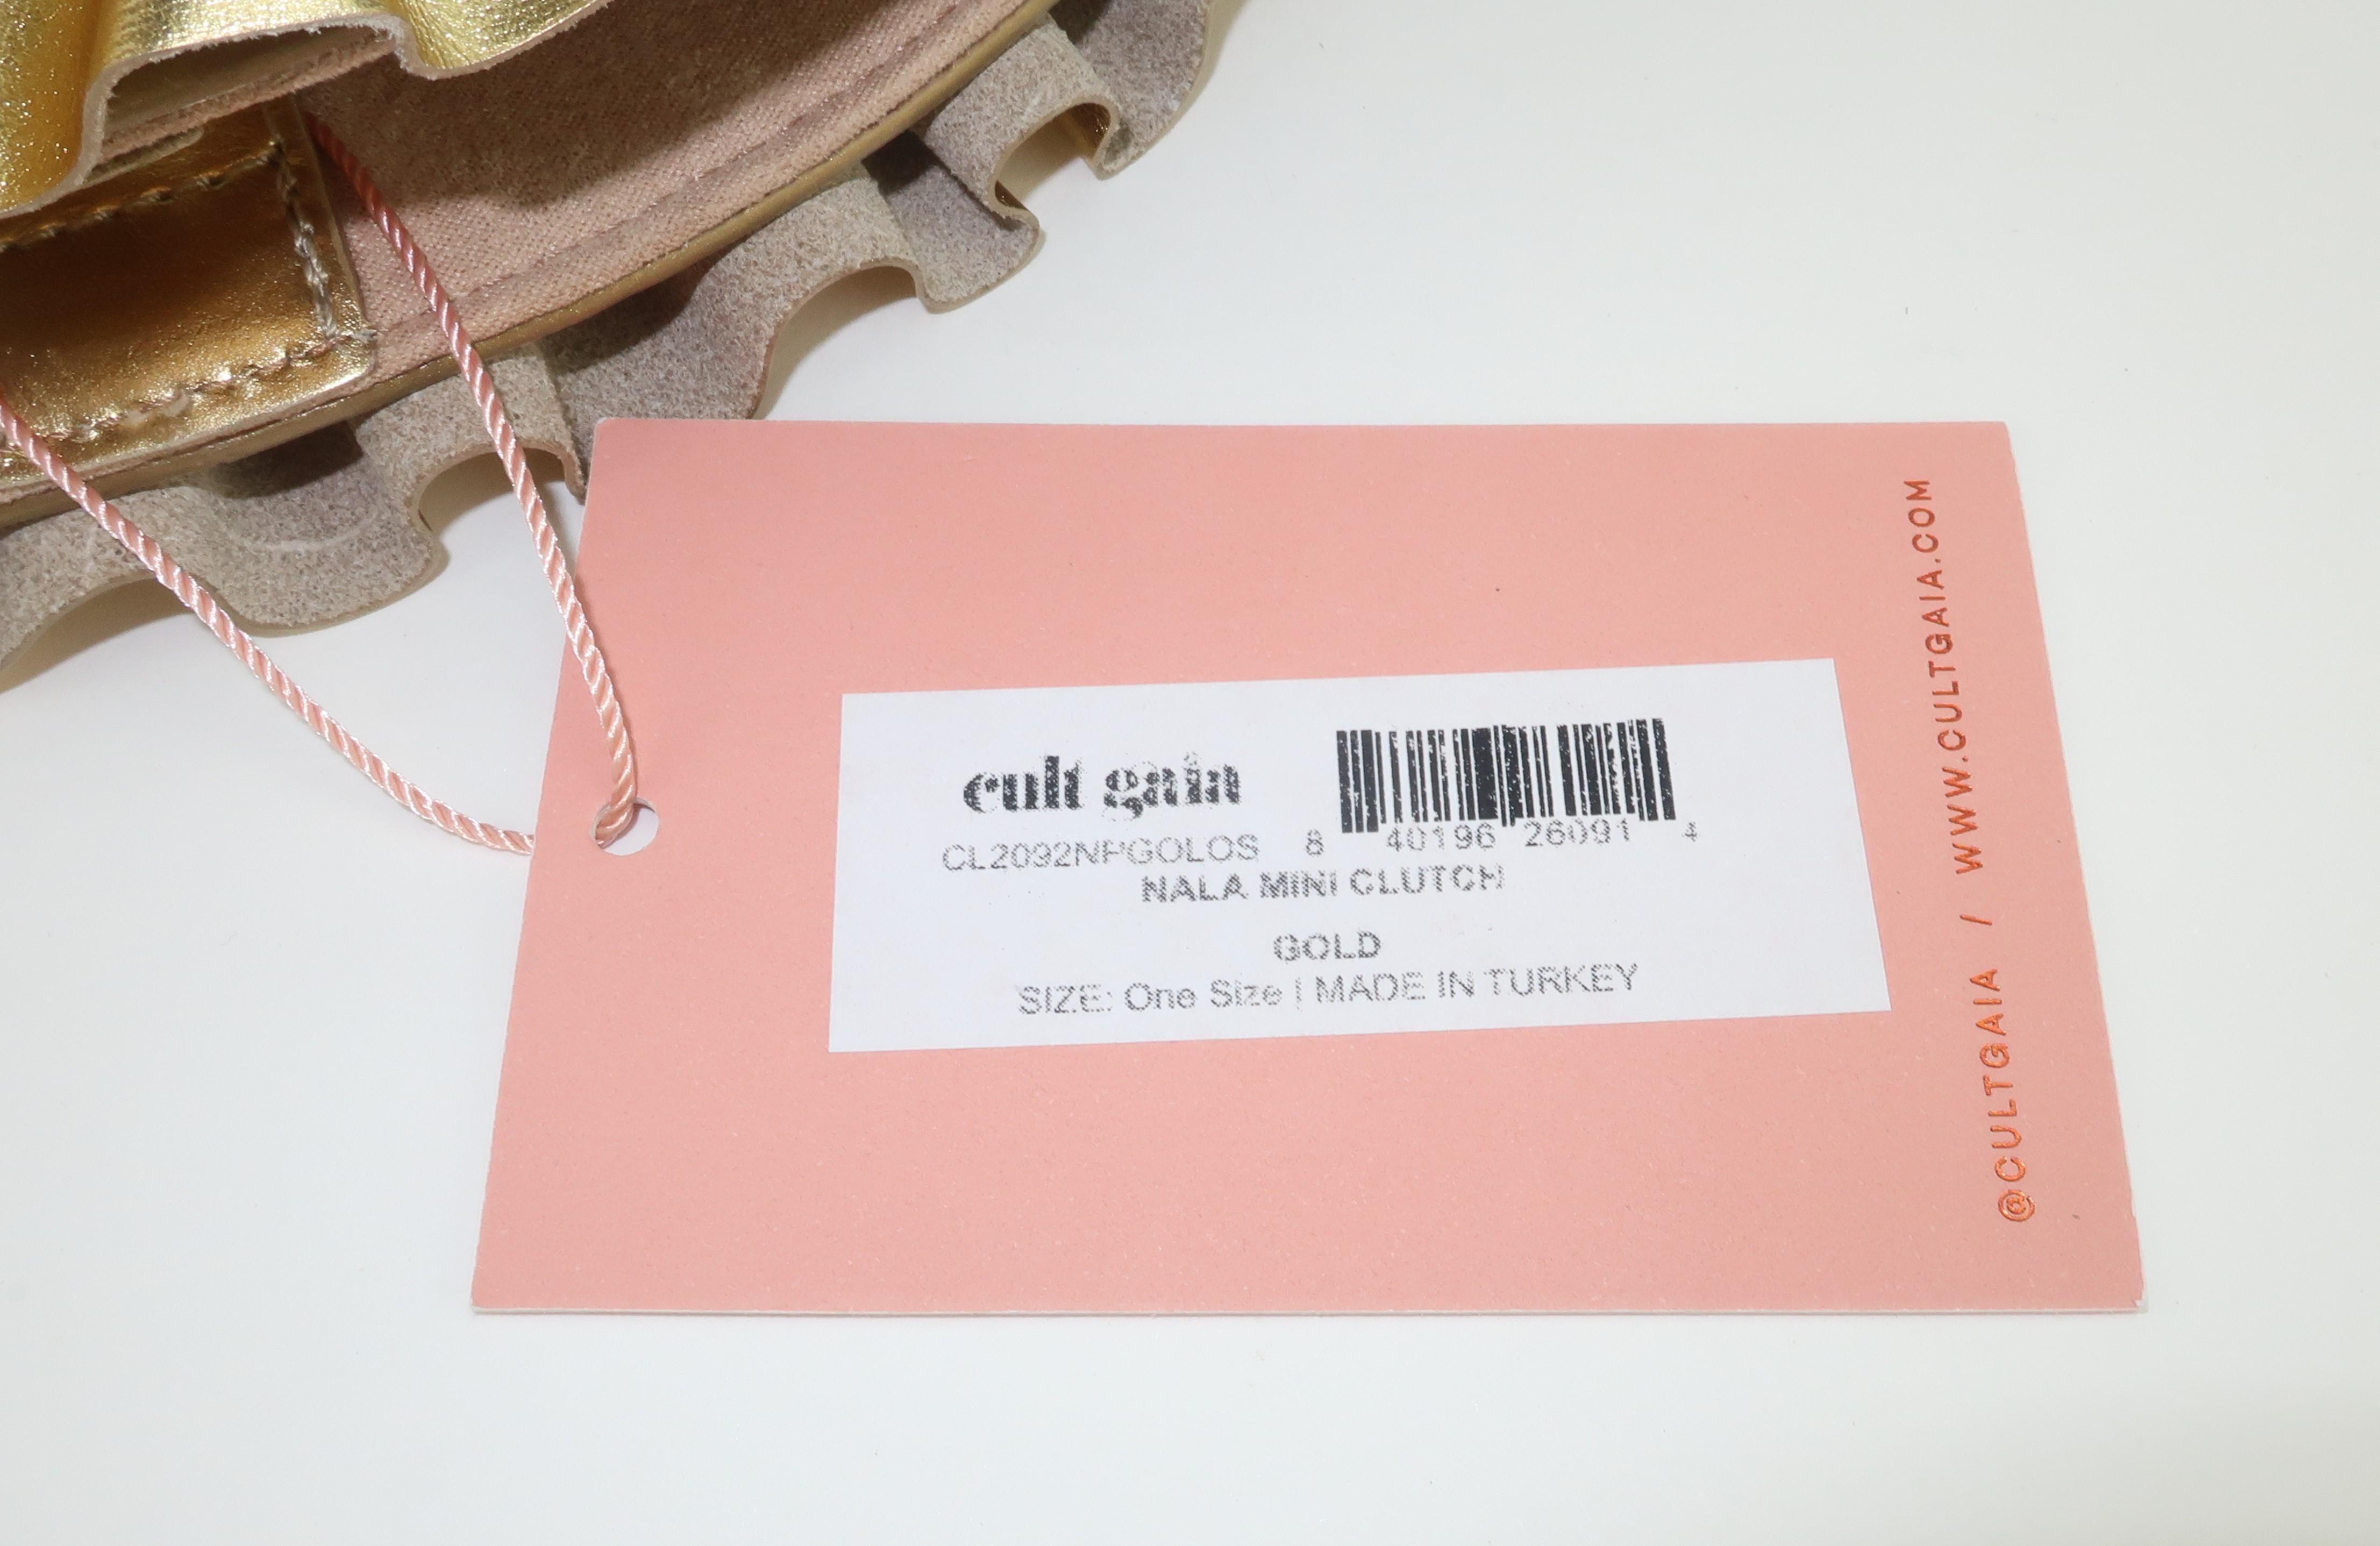 cult gaia
CL2092NPGOLOS 8 40196 26091 4
NALA MINI CLUTCH
GOLD
SIZE: One Size | MADE IN TURKEY
@CULTGAIA / WWW.CULTGAIA.COM